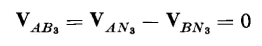 V_{AB_3} = V_{AN_3} − V_{BN_3} = 0